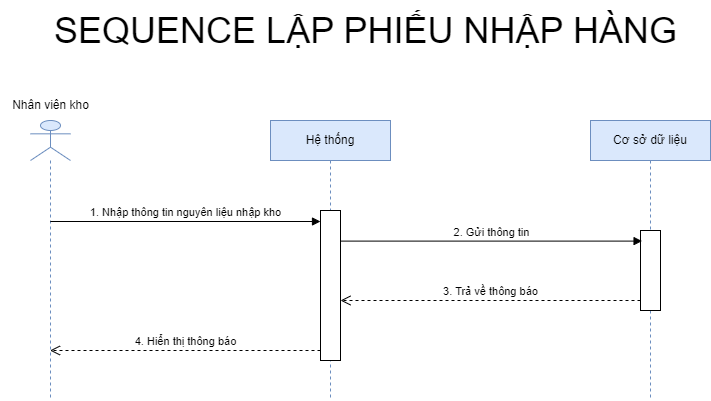 SEQUENCE LẬP PHIẾU NHẬP HÀNG
Nhân viên kho
Hệ thống
Cơ sở dữ liệu
1. Nhập thông tin nguyên liệu nhập kho
2. Gửi thông tin
3. Trả về thông báo
4. Hiển thị thông báo